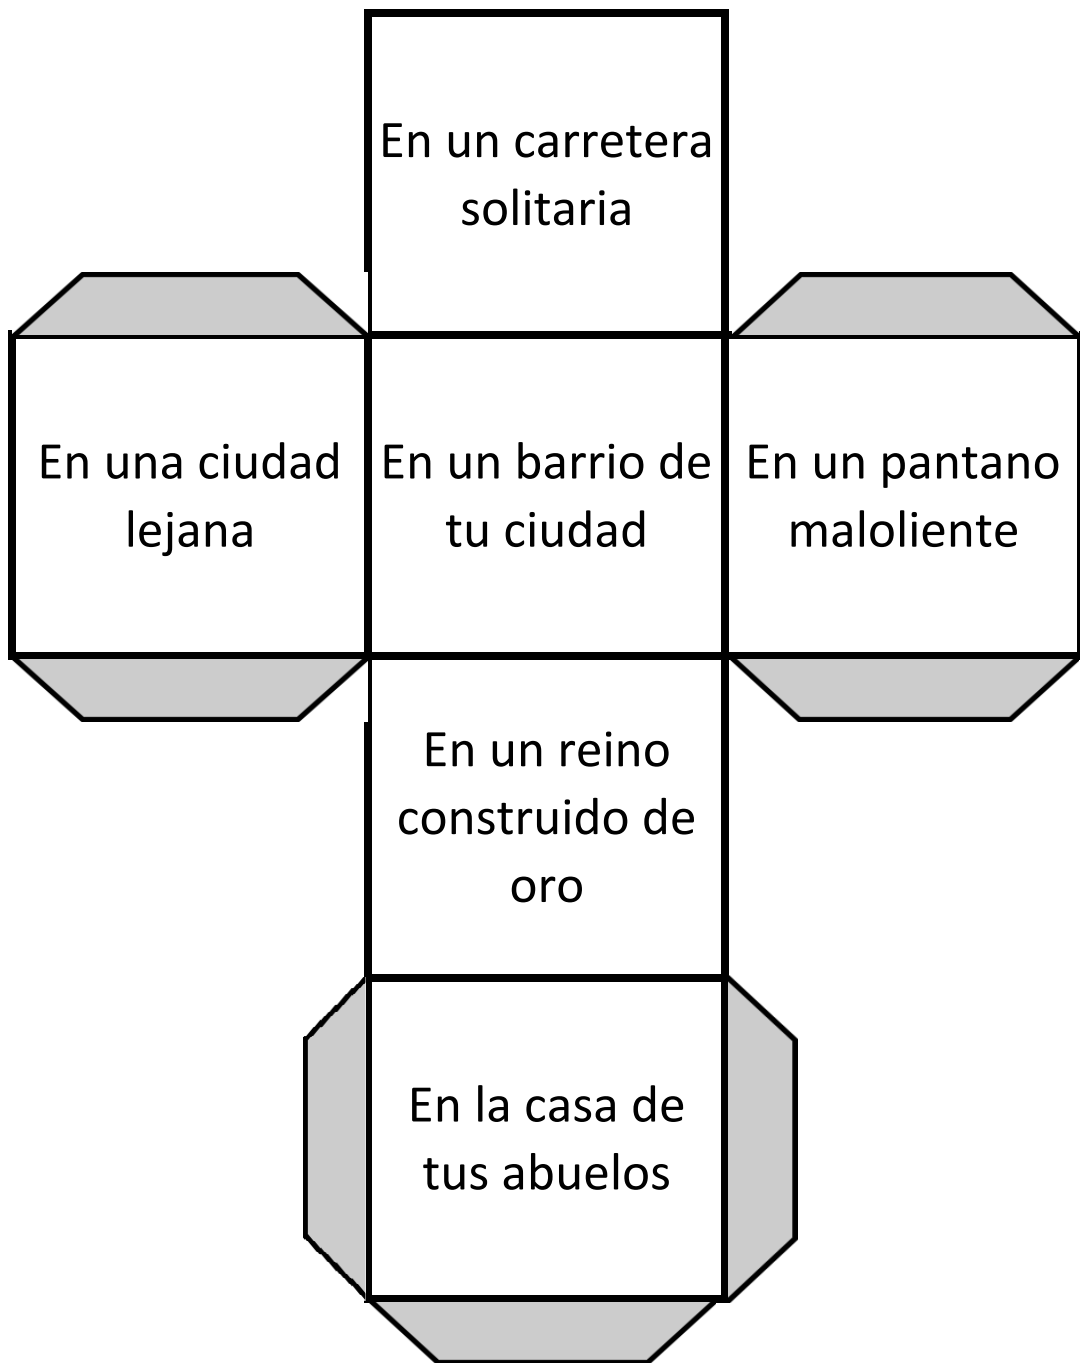 En un carretera
solitaria
En una ciudad
lejana
En un barrio de
tu ciudad
En un pantano
maloliente
En un reino
construido de
oro
En la casa de
tus abuelos